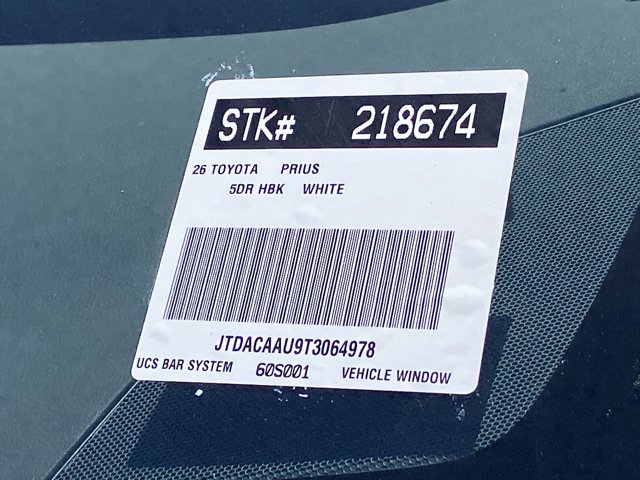 STK# 218674
26 TOYOTA PRIUS
5DR HBK WHITE
JTDACAAU9T3064978
UCS BAR SYSTEM 60S001 VEHICLE WINDOW